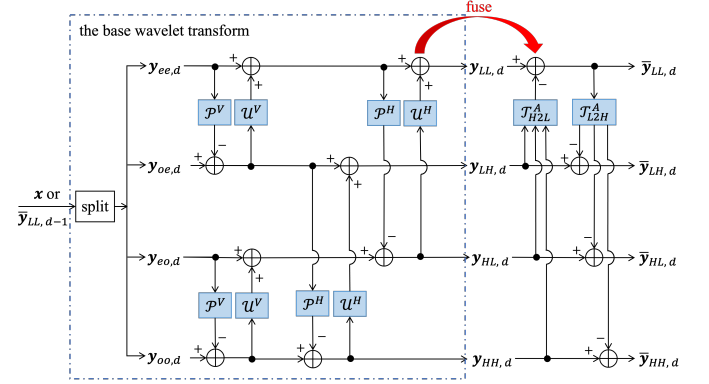 fuse
the base wavelet transform
y_{ee,d} + + + + y_{LL,d} + − ȳ_{LL,d}
𝒫^V 𝒰^V 𝒫^H 𝒰^H 𝒯^A_{H2L} 𝒯^A_{L2H}
y_{oe,d} + − + + y_{LH,d} + − ȳ_{LH,d}
x or
split
ȳ_{LL,d−1}
y_{eo,d} + + + − y_{HL,d} + − ȳ_{HL,d}
𝒫^V 𝒰^V 𝒫^H 𝒰^H
y_{oo,d} + − + − y_{HH,d} + − ȳ_{HH,d}